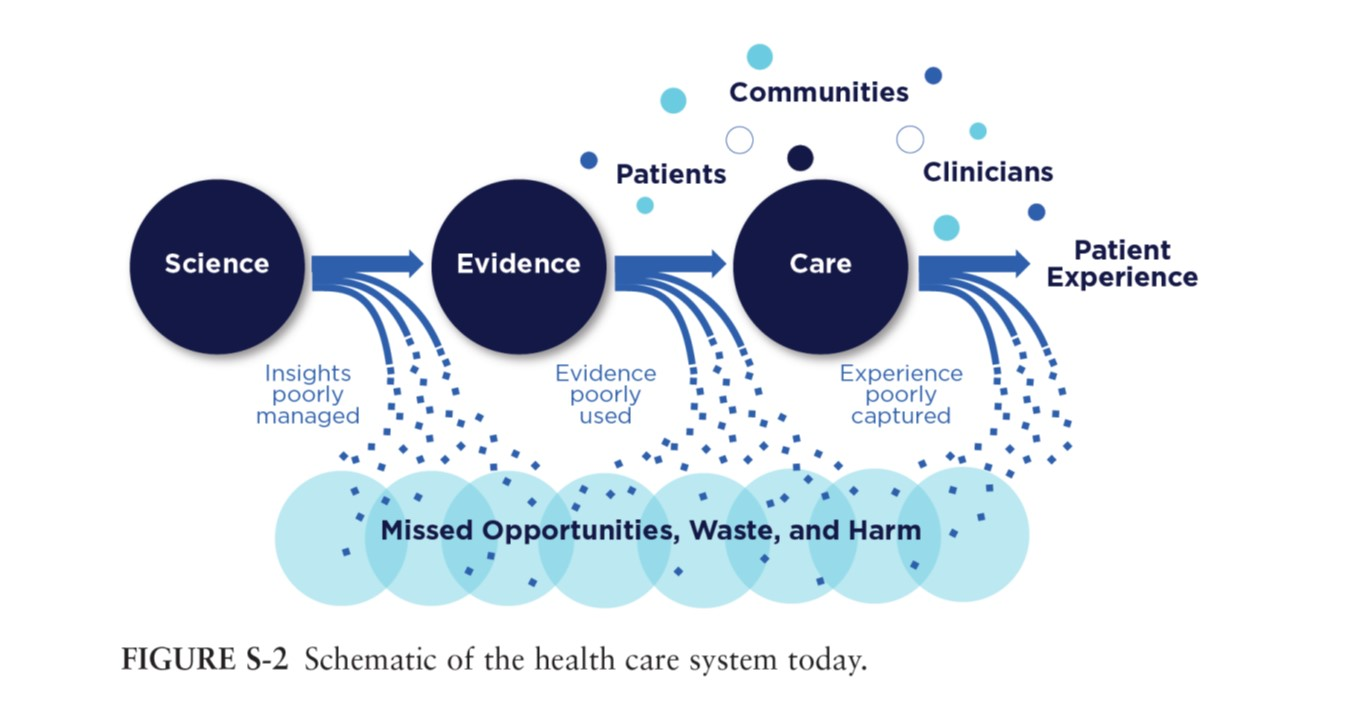 Communities
Patients
Clinicians
Science
Evidence
Care
Patient
Experience
Insights
poorly
managed
Evidence
poorly
used
Experience
poorly
captured
Missed Opportunities, Waste, and Harm
FIGURE S-2 Schematic of the health care system today.